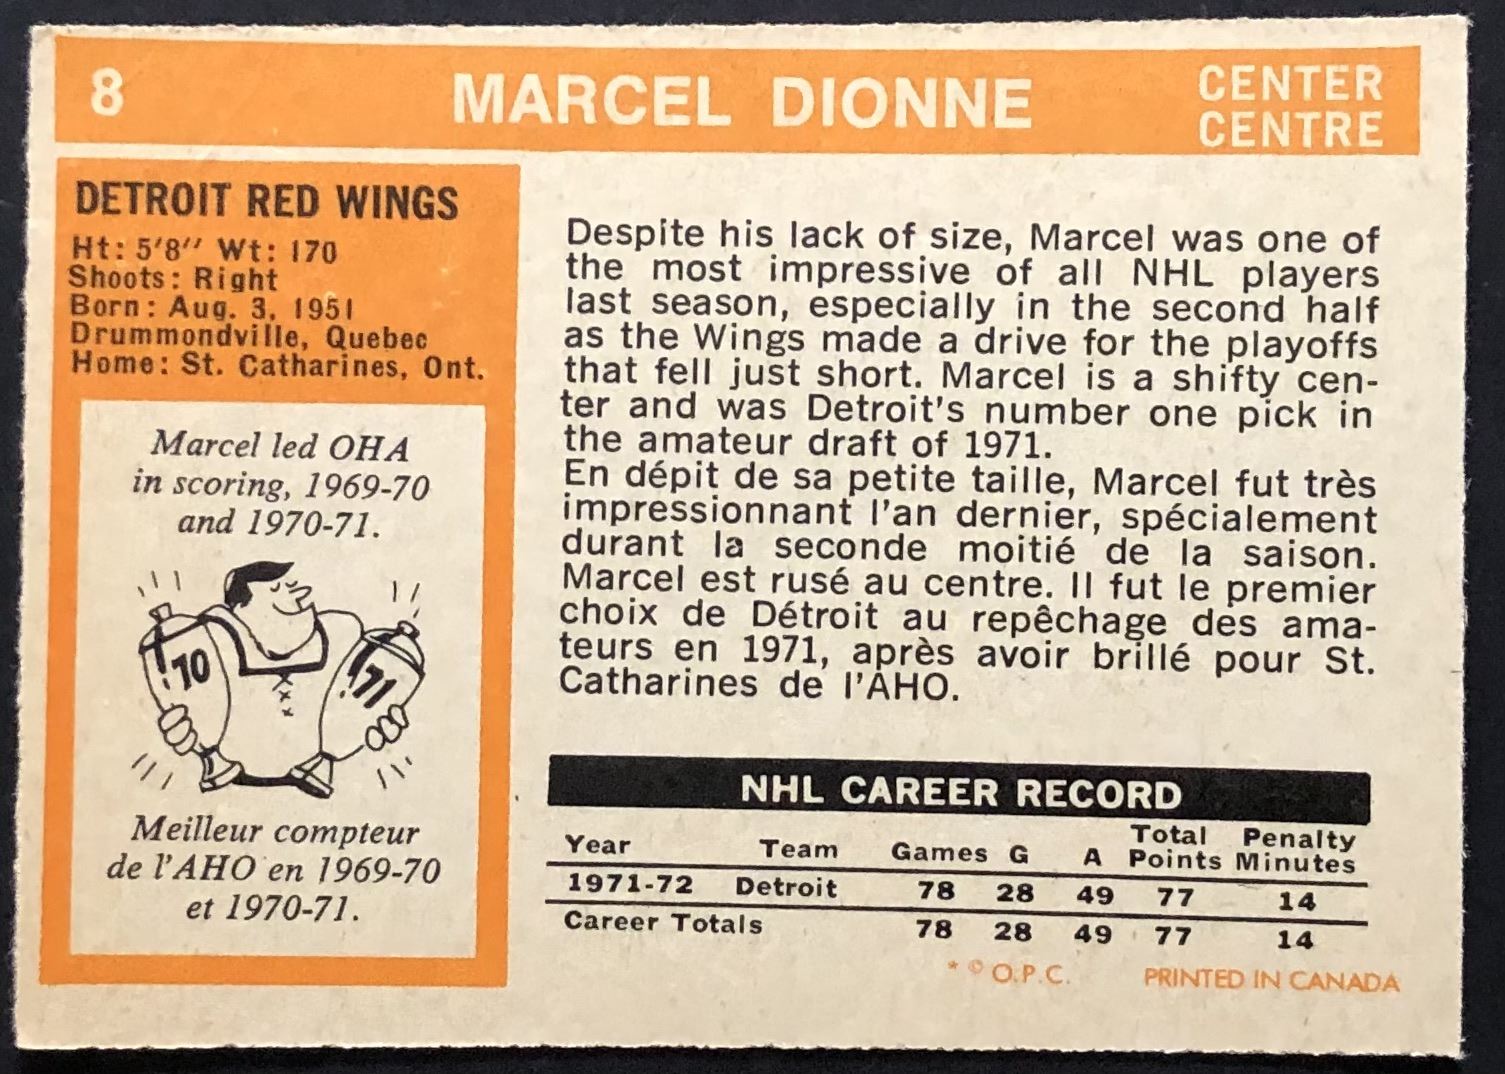 8
MARCEL DIONNE
CENTER
CENTRE
DETROIT RED WINGS
Ht: 5'8" Wt: 170
Shoots: Right
Born: Aug. 3, 1951
Drummondville, Quebec
Home: St. Catharines, Ont.
Marcel led OHA
in scoring, 1969-70
and 1970-71.
'70
'71
Meilleur compteur
de l'AHO en 1969-70
et 1970-71.
Despite his lack of size, Marcel was one of
the most impressive of all NHL players
last season, especially in the second half
as the Wings made a drive for the playoffs
that fell just short. Marcel is a shifty cen-
ter and was Detroit's number one pick in
the amateur draft of 1971.
En dépit de sa petite taille, Marcel fut très
impressionnant l'an dernier, spécialement
durant la seconde moitié de la saison.
Marcel est rusé au centre. Il fut le premier
choix de Détroit au repêchage des ama-
teurs en 1971, après avoir brillé pour St.
Catharines de l'AHO.
NHL CAREER RECORD
Year Team Games G A Total Points Penalty Minutes
1971-72 Detroit 78 28 49 77 14
Career Totals 78 28 49 77 14
* © O.P.C. PRINTED IN CANADA